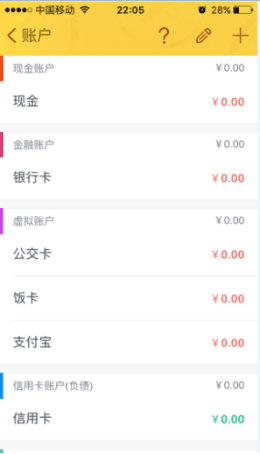 中国移动 22:05 28%
账户 ?
现金账户 ¥0.00
现金 ¥0.00
金融账户 ¥0.00
银行卡 ¥0.00
虚拟账户 ¥0.00
公交卡 ¥0.00
饭卡 ¥0.00
支付宝 ¥0.00
信用卡账户(负债) ¥0.00
信用卡 ¥0.00